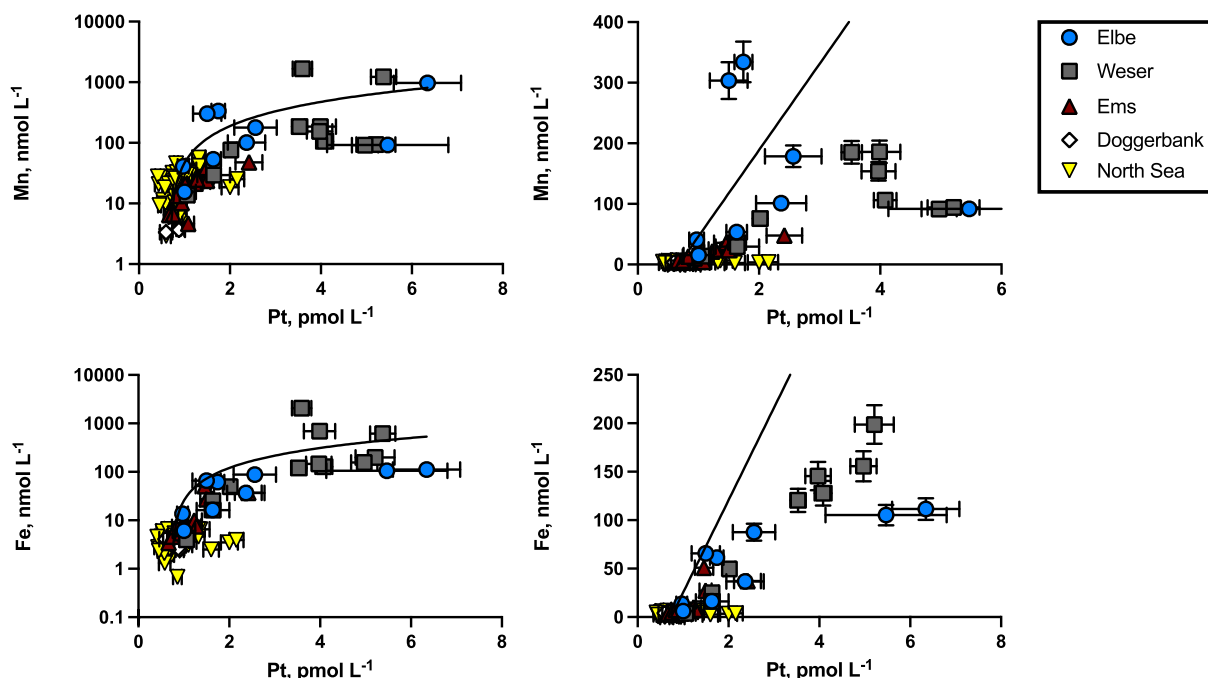 10000
1000
100
10
1
0 2 4 6 8
Mn, nmol L-1
Pt, pmol L-1
400
300
200
100
0
0 2 4 6
Mn, nmol L-1
Pt, pmol L-1
Elbe
Weser
Ems
Doggerbank
North Sea
10000
1000
100
10
1
0.1
0 2 4 6 8
Fe, nmol L-1
Pt, pmol L-1
250
200
150
100
50
0
0 2 4 6 8
Fe, nmol L-1
Pt, pmol L-1